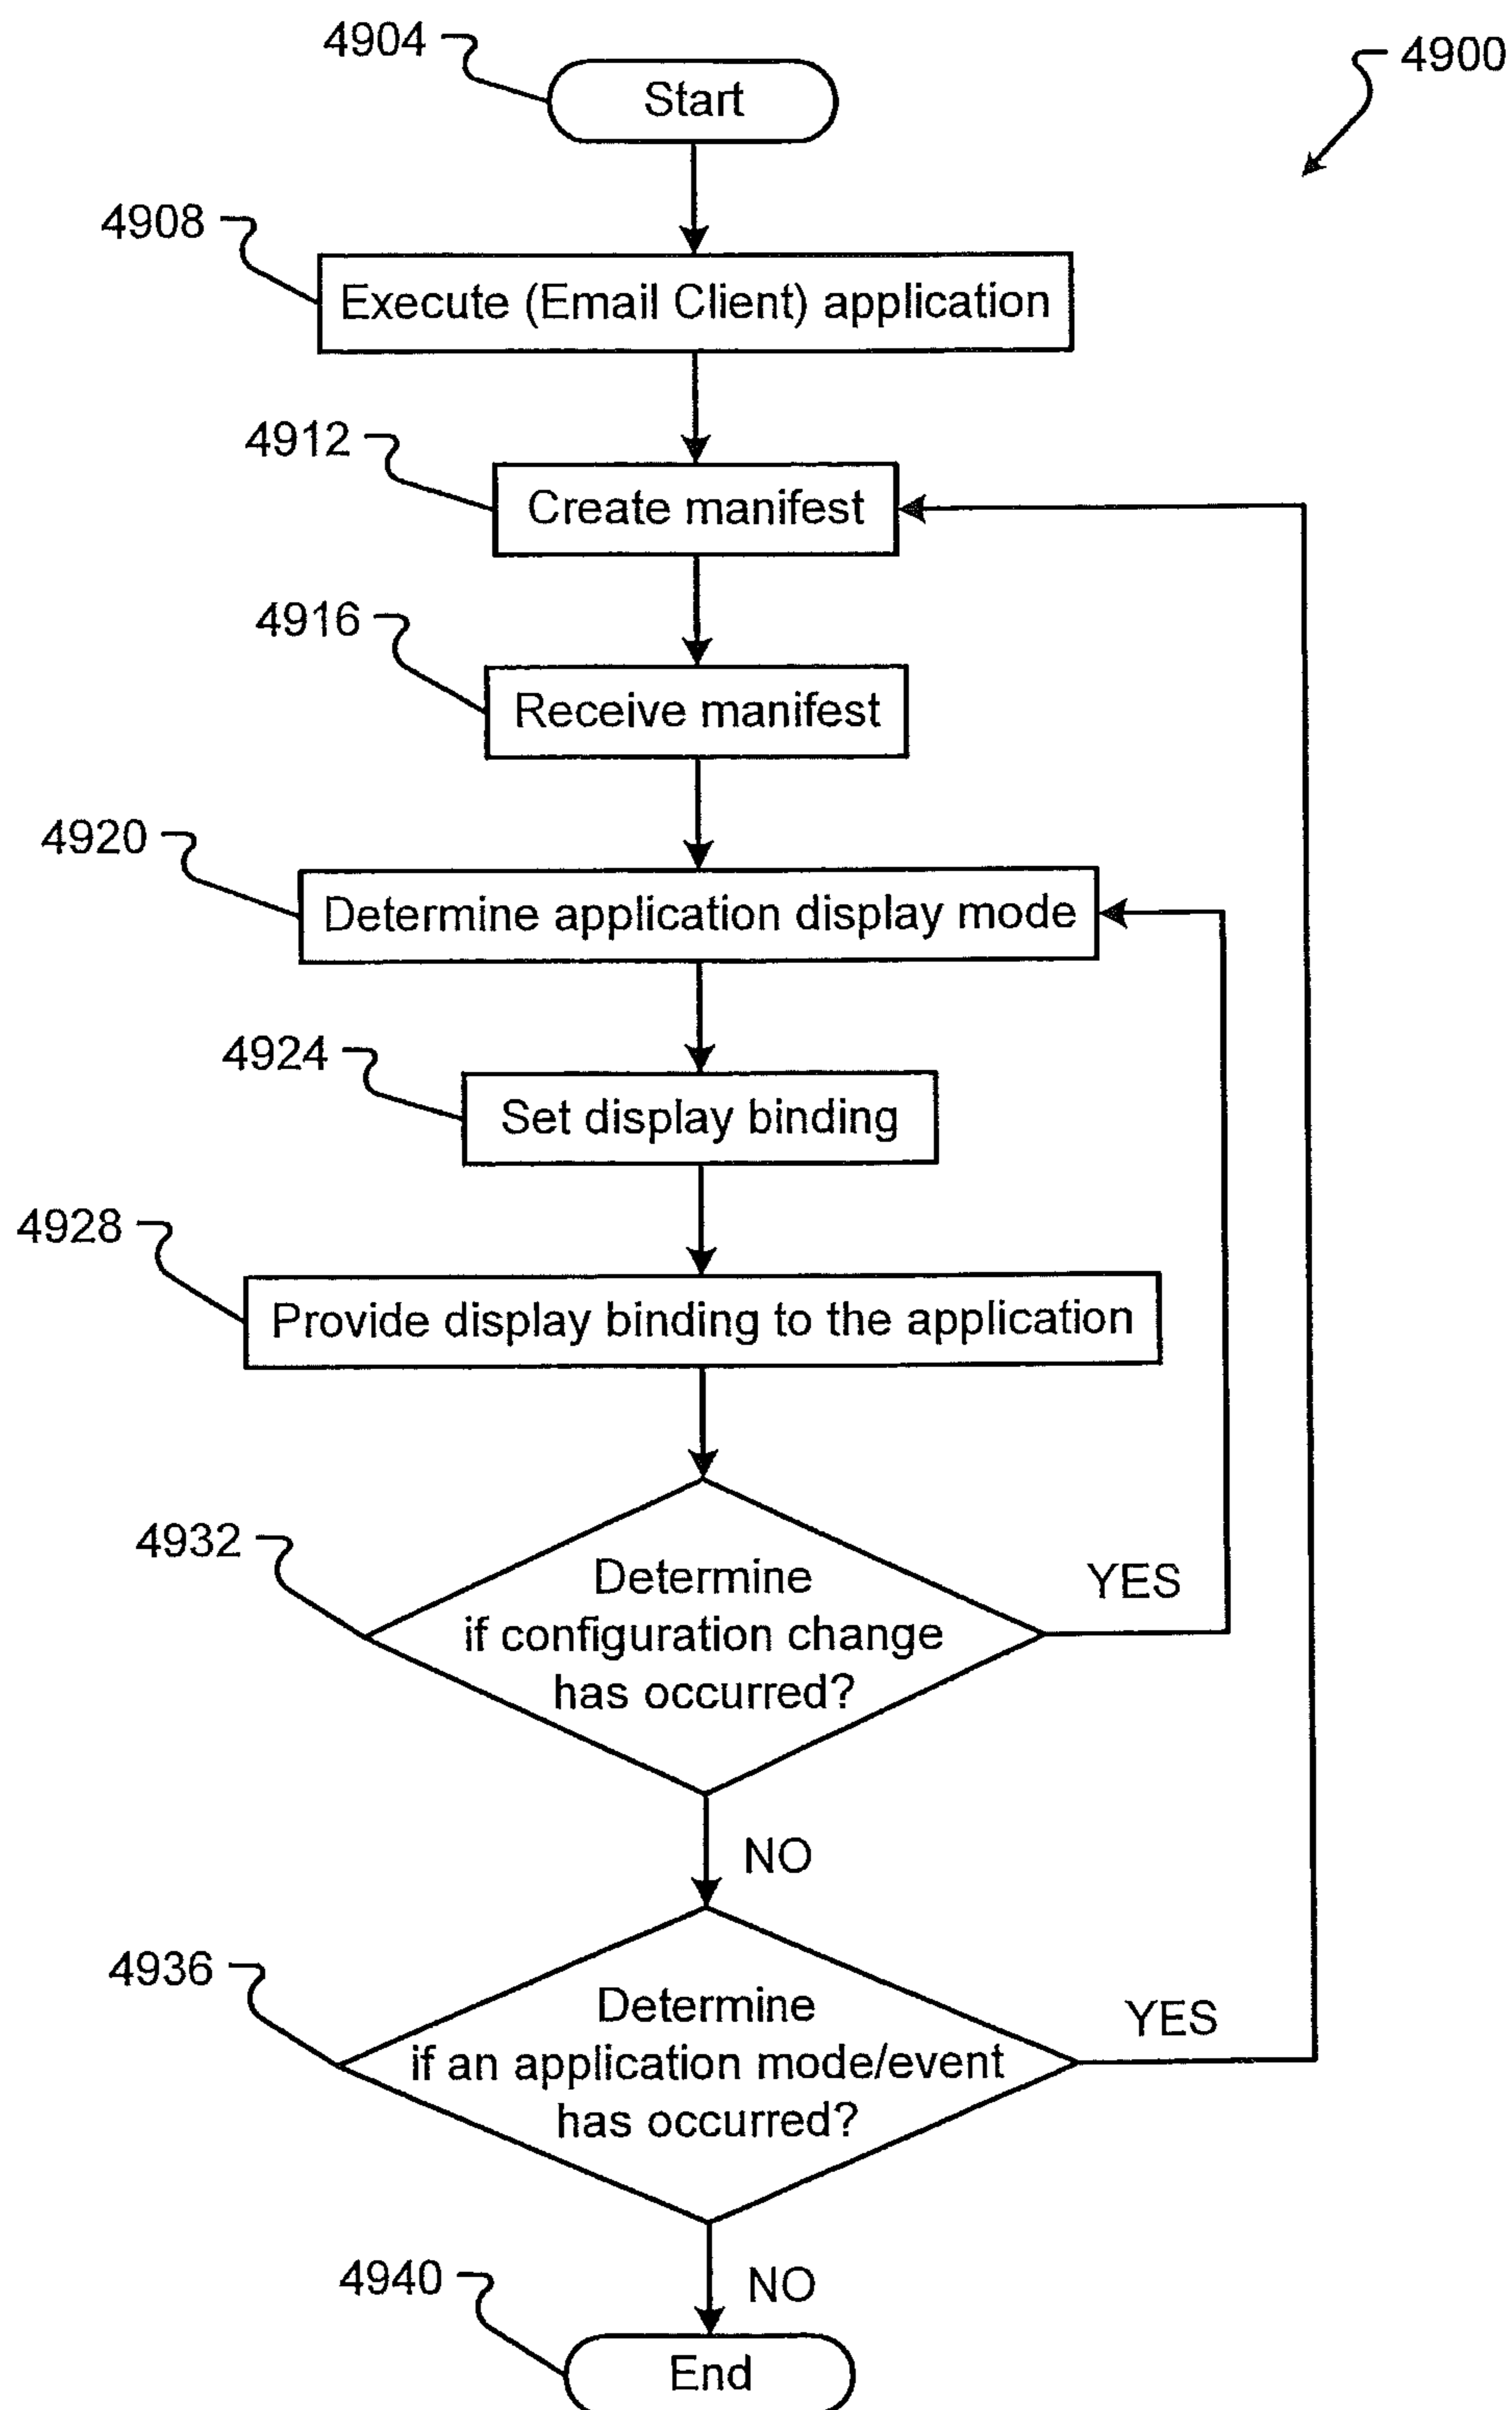 4904
Start
4900
4908
Execute (Email Client) application
4912
Create manifest
4916
Receive manifest
4920
Determine application display mode
4924
Set display binding
4928
Provide display binding to the application
4932
Determine
if configuration change
has occurred?
YES
NO
4936
Determine
if an application mode/event
has occurred?
YES
4940
NO
End